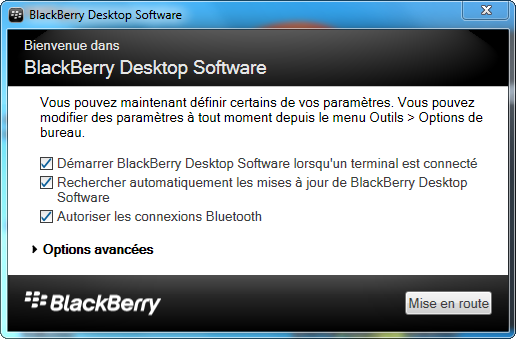 BlackBerry Desktop Software
Bienvenue dans
BlackBerry Desktop Software
Vous pouvez maintenant définir certains de vos paramètres. Vous pouvez
modifier des paramètres à tout moment depuis le menu Outils > Options de
bureau.
Démarrer BlackBerry Desktop Software lorsqu'un terminal est connecté
Rechercher automatiquement les mises à jour de BlackBerry Desktop
Software
Autoriser les connexions Bluetooth
Options avancées
BlackBerry
Mise en route